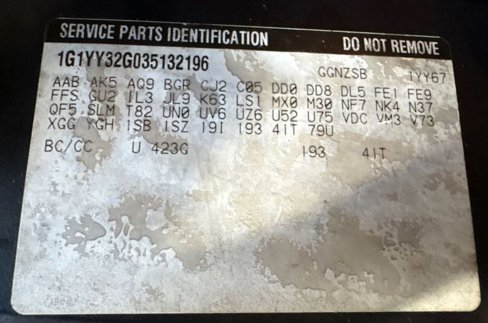 SERVICE PARTS IDENTIFICATION DO NOT REMOVE
1G1YY32G035132196 GGNZSB 1YY67
AAB AK5 AQ9 BGR CJ2 C05 DD0 DD8 DL5 FE1 FE9
FFS GU2 IL3 JL9 K63 LS1 MX0 M30 NF7 NK4 N37
QF5 SLM T82 UN0 UV6 UZ6 U52 U75 VDC VM3 V73
XGG YGH 1SB 1SZ 19I 193 41T 79U
BC/CC U 423G 193 41T